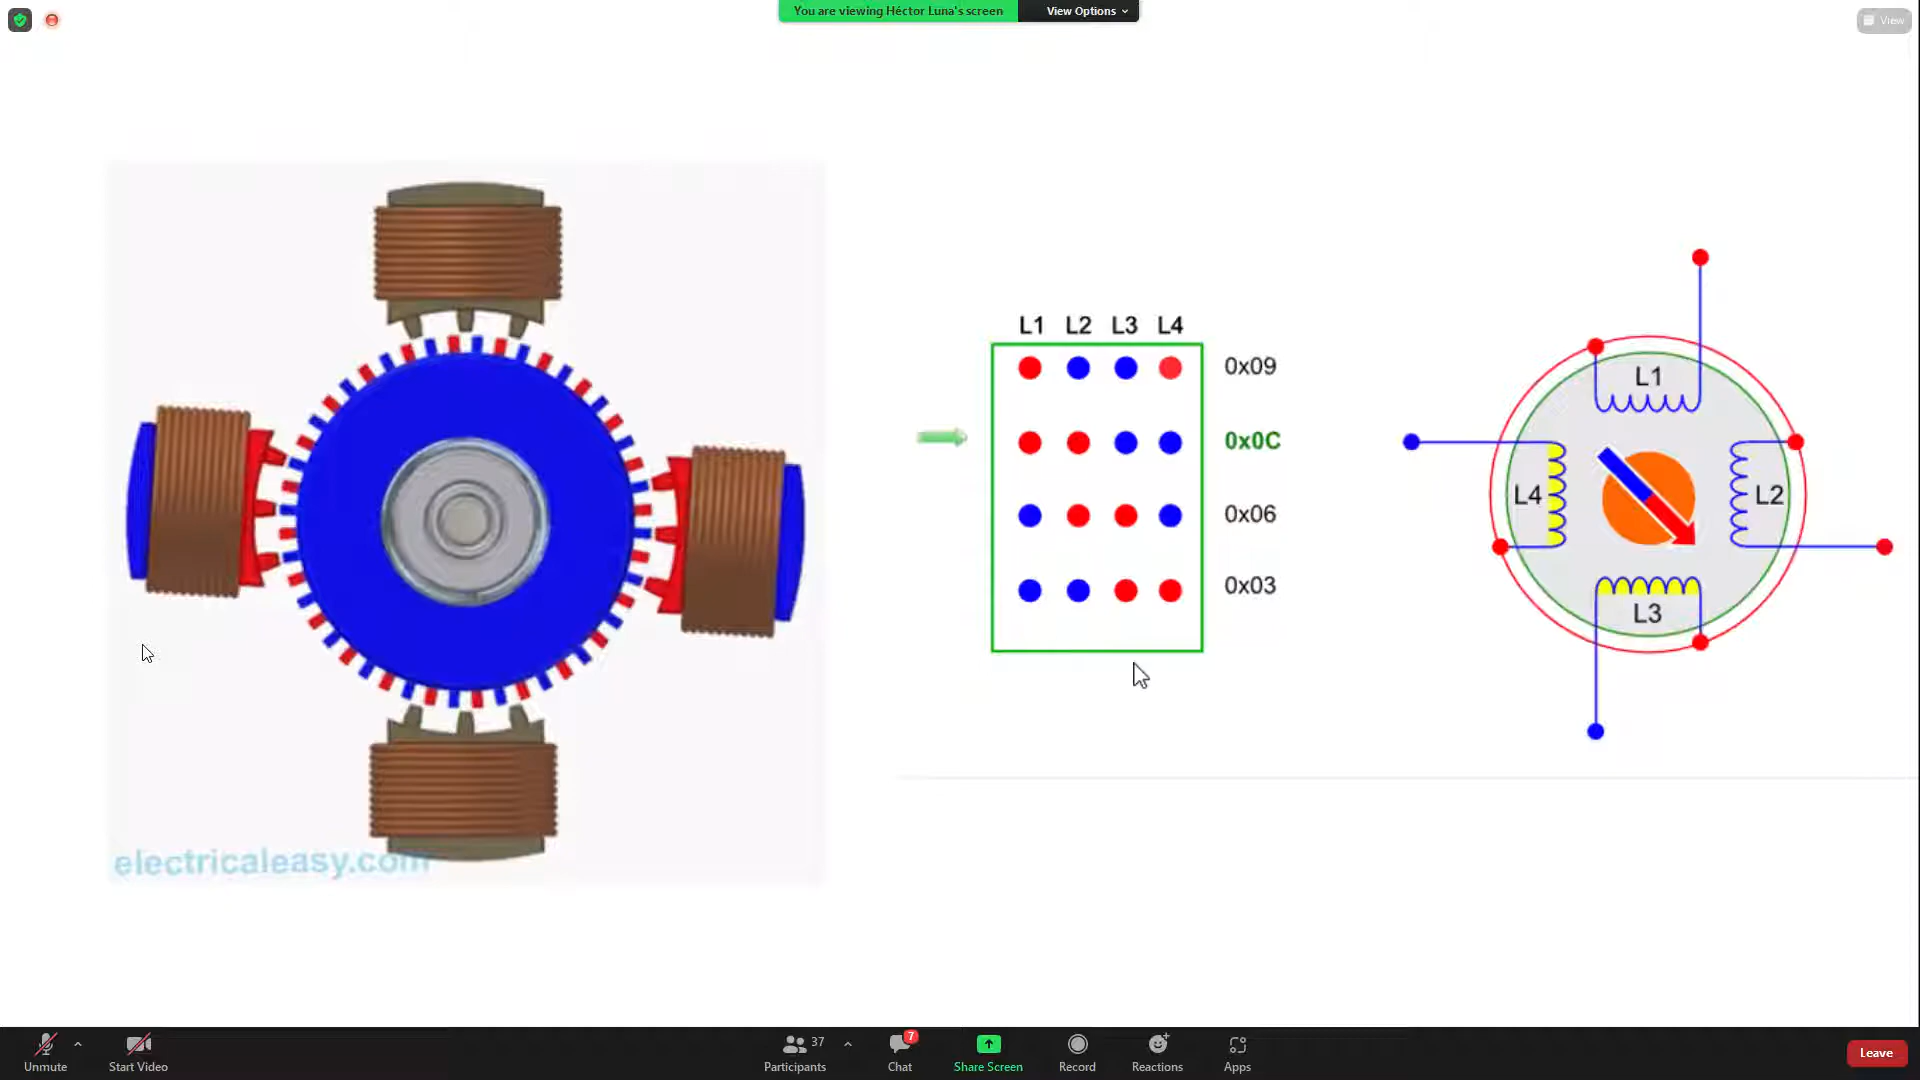 You are viewing Héctor Luna's screen
View Options
View
L1 L2 L3 L4
0x09
0x0C
0x06
0x03
L1
L4
L2
L3
electricaleasy.com
Unmute
Start Video
37
Participants
7
Chat
Share Screen
Record
Reactions
Apps
Leave